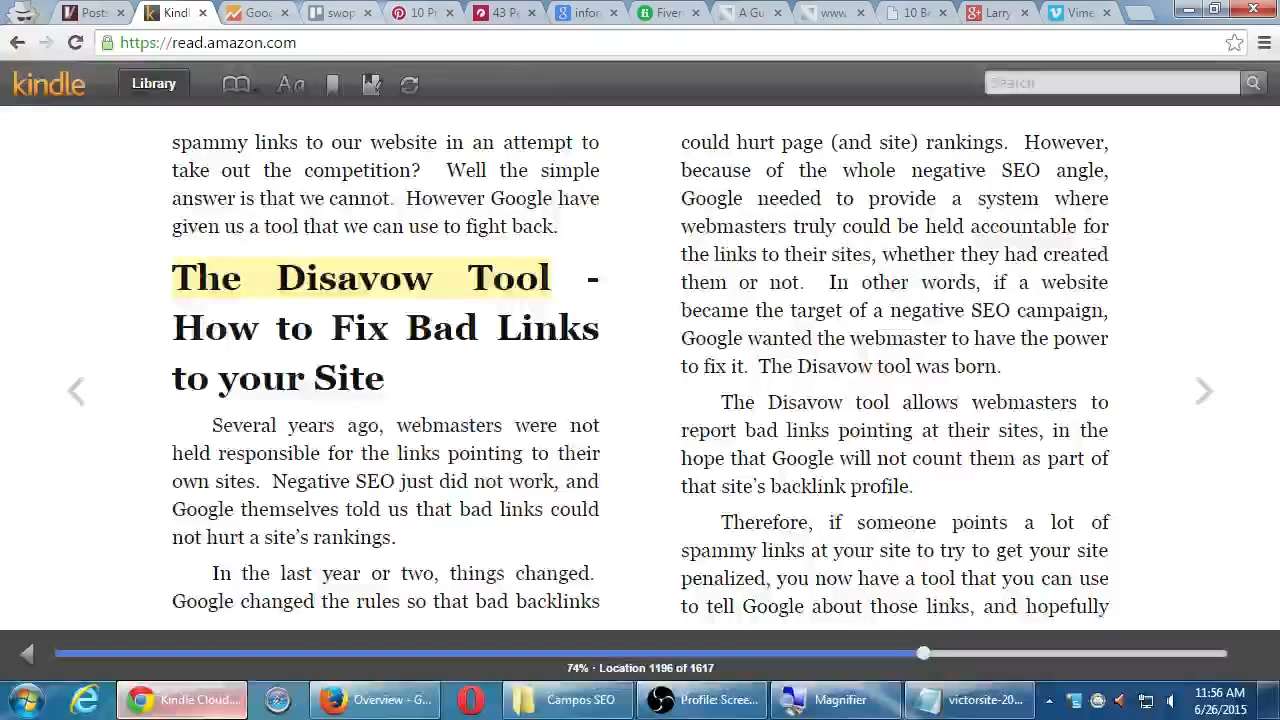 Posts
Kindl
Goog
swop
10 Pr
43 Pe
infor
Fiver
A Gu
www
10 Be
Larry
Vime
https://read.amazon.com
kindle
Library
Aa
Search
spammy links to our website in an attempt to
take out the competition? Well the simple
answer is that we cannot. However Google have
given us a tool that we can use to fight back.
The Disavow Tool -
How to Fix Bad Links
to your Site
Several years ago, webmasters were not
held responsible for the links pointing to their
own sites. Negative SEO just did not work, and
Google themselves told us that bad links could
not hurt a site's rankings.
In the last year or two, things changed.
Google changed the rules so that bad backlinks
could hurt page (and site) rankings. However,
because of the whole negative SEO angle,
Google needed to provide a system where
webmasters truly could be held accountable for
the links to their sites, whether they had created
them or not. In other words, if a website
became the target of a negative SEO campaign,
Google wanted the webmaster to have the power
to fix it. The Disavow tool was born.
The Disavow tool allows webmasters to
report bad links pointing at their sites, in the
hope that Google will not count them as part of
that site's backlink profile.
Therefore, if someone points a lot of
spammy links at your site to try to get your site
penalized, you now have a tool that you can use
to tell Google about those links, and hopefully
74% · Location 1196 of 1617
Kindle Cloud...
Overview - G...
Campos SEO
Profile: Scree...
Magnifier
victorsite-20...
11:56 AM
6/26/2015